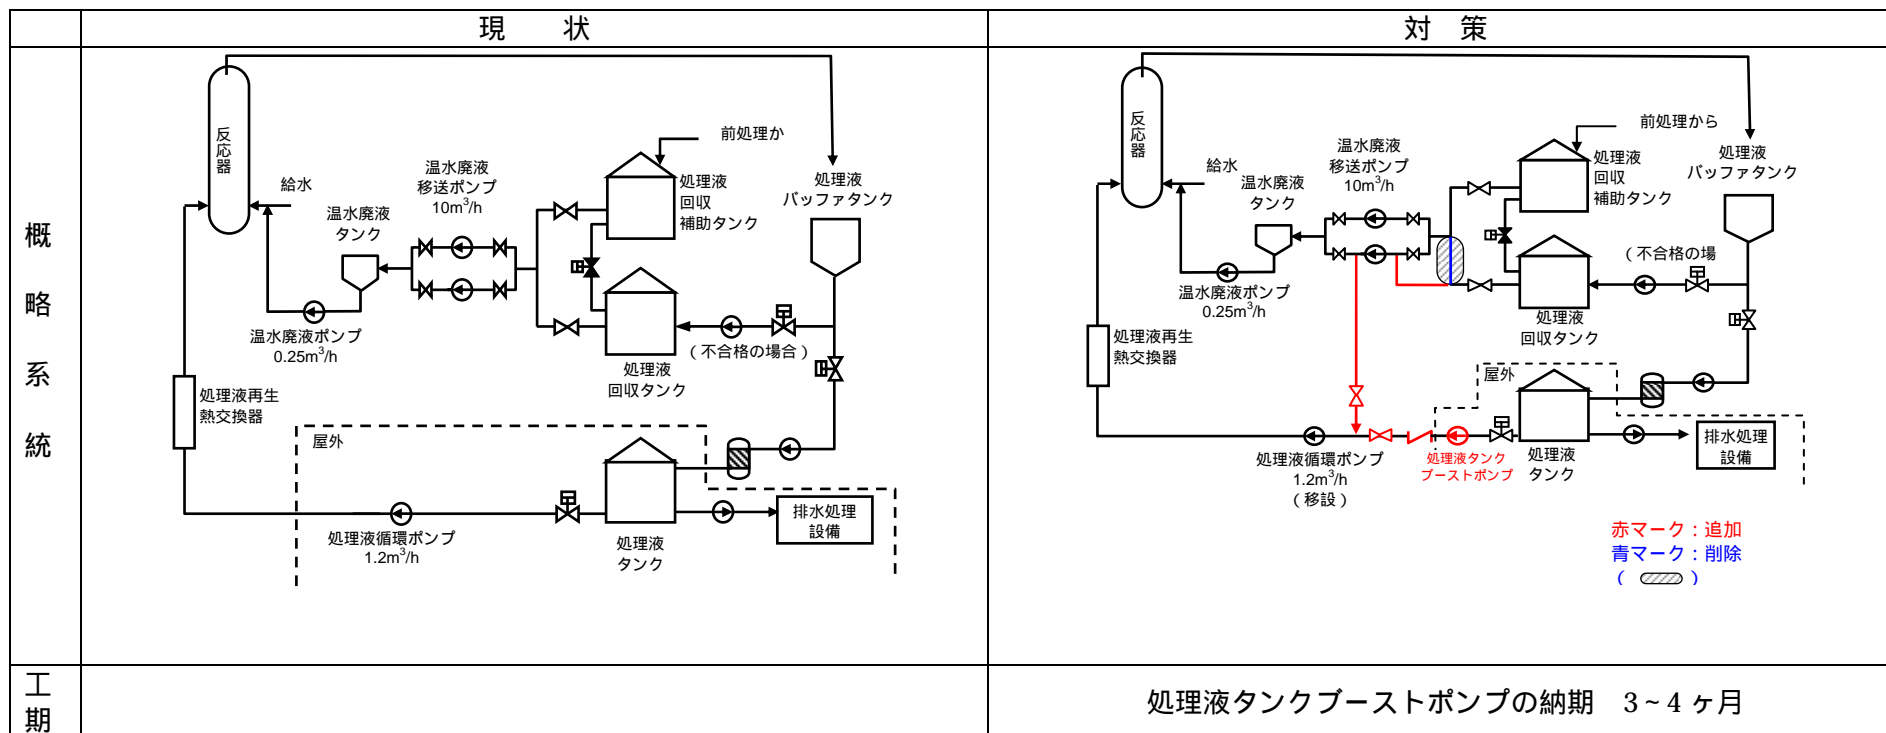 現　状
対　策
概略系統
反応器
給水
温水廃液
タンク
温水廃液
移送ポンプ
10m³/h
前処理か
処理液
回収
補助タンク
処理液
バッファタンク
温水廃液ポンプ
0.25m³/h
処理液
回収タンク
(不合格の場合)
処理液再生
熱交換器
屋外
処理液循環ポンプ
1.2m³/h
処理液
タンク
排水処理
設備
反応器
給水
温水廃液
タンク
温水廃液
移送ポンプ
10m³/h
前処理から
処理液
回収
補助タンク
処理液
バッファタンク
(不合格の場
温水廃液ポンプ
0.25m³/h
処理液
回収タンク
処理液再生
熱交換器
屋外
処理液循環ポンプ
1.2m³/h
(移設)
処理液タンク
ブーストポンプ
処理液
タンク
排水処理
設備
赤マーク：追加
青マーク：削除
(　)
工期
処理液タンクブーストポンプの納期　3～4ヶ月